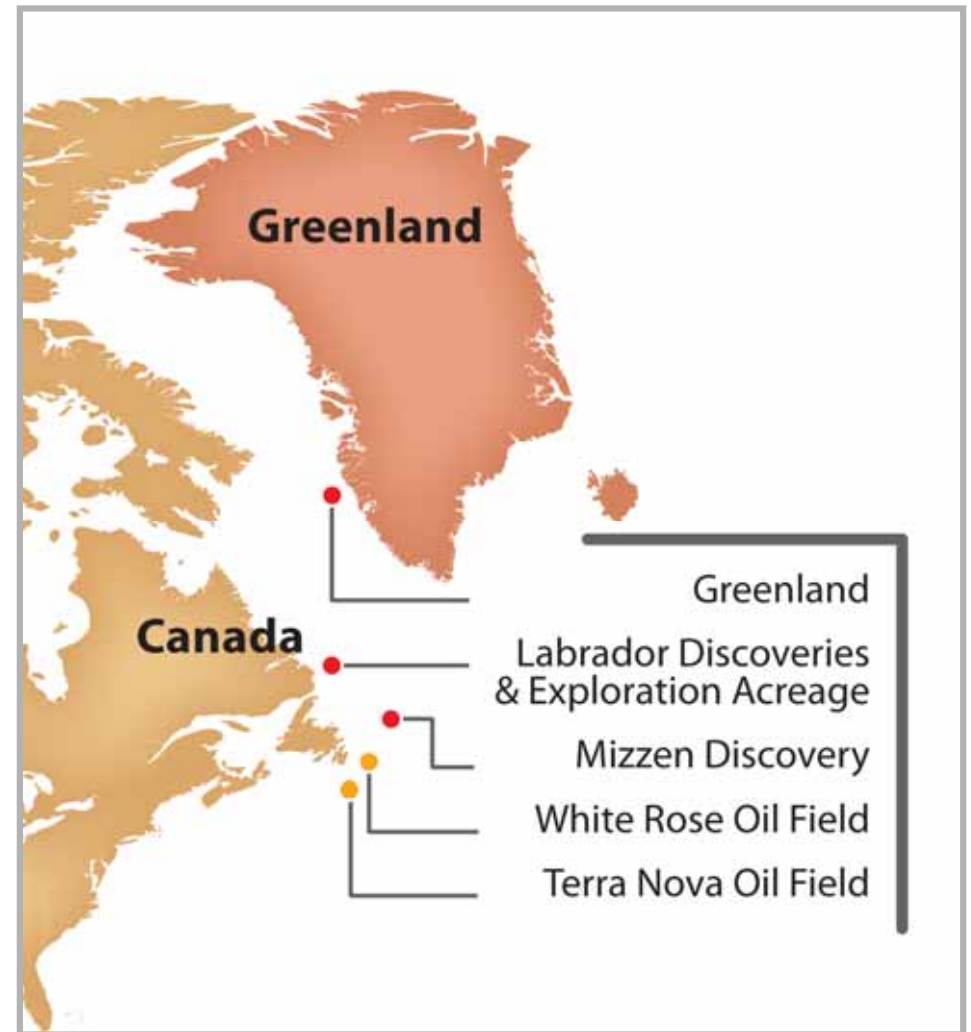 Greenland
Canada
Greenland
Labrador Discoveries
& Exploration Acreage
Mizzen Discovery
White Rose Oil Field
Terra Nova Oil Field